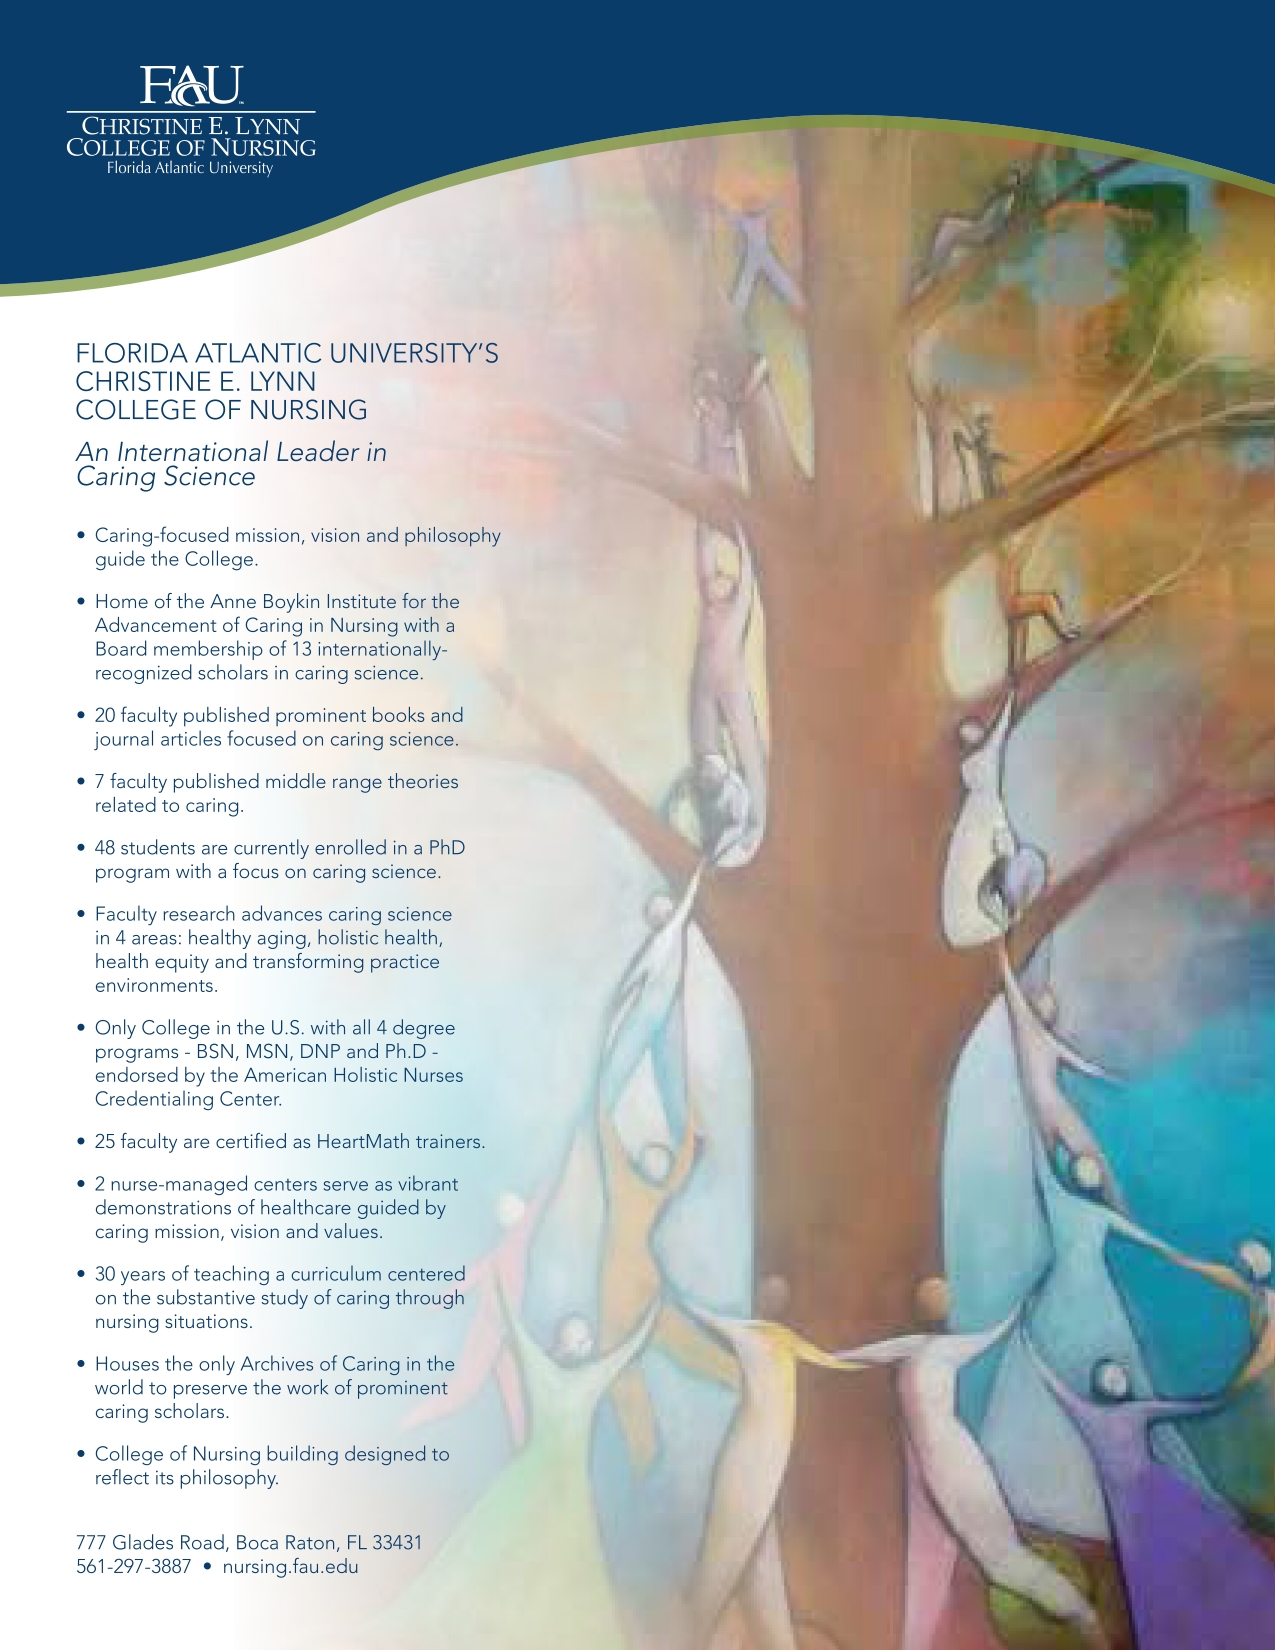 FAU
CHRISTINE E. LYNN
COLLEGE OF NURSING
Florida Atlantic University
FLORIDA ATLANTIC UNIVERSITY'S
CHRISTINE E. LYNN
COLLEGE OF NURSING
An International Leader in
Caring Science
• Caring-focused mission, vision and philosophy
guide the College.
• Home of the Anne Boykin Institute for the
Advancement of Caring in Nursing with a
Board membership of 13 internationally-
recognized scholars in caring science.
• 20 faculty published prominent books and
journal articles focused on caring science.
• 7 faculty published middle range theories
related to caring.
• 48 students are currently enrolled in a PhD
program with a focus on caring science.
• Faculty research advances caring science
in 4 areas: healthy aging, holistic health,
health equity and transforming practice
environments.
• Only College in the U.S. with all 4 degree
programs - BSN, MSN, DNP and Ph.D -
endorsed by the American Holistic Nurses
Credentialing Center.
• 25 faculty are certified as HeartMath trainers.
• 2 nurse-managed centers serve as vibrant
demonstrations of healthcare guided by
caring mission, vision and values.
• 30 years of teaching a curriculum centered
on the substantive study of caring through
nursing situations.
• Houses the only Archives of Caring in the
world to preserve the work of prominent
caring scholars.
• College of Nursing building designed to
reflect its philosophy.
777 Glades Road, Boca Raton, FL 33431
561-297-3887 • nursing.fau.edu